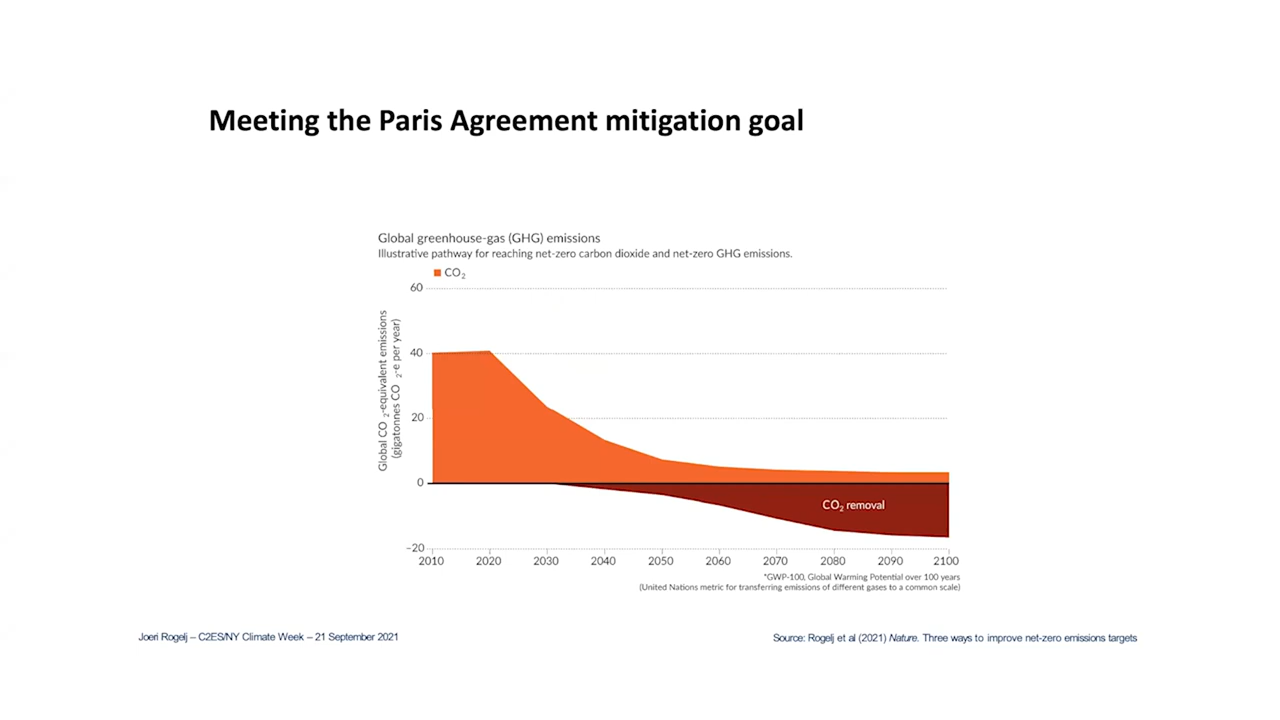 Meeting the Paris Agreement mitigation goal
Global greenhouse-gas (GHG) emissions
Illustrative pathway for reaching net-zero carbon dioxide and net-zero GHG emissions.
CO2
Global CO2-equivalent emissions
(gigatonnes CO2-e per year)
60
40
20
0
–20
CO2 removal
2010 2020 2030 2040 2050 2060 2070 2080 2090 2100
*GWP-100, Global Warming Potential over 100 years
(United Nations metric for transferring emissions of different gases to a common scale)
Joeri Rogelj – C2ES/NY Climate Week – 21 September 2021
Source: Rogelj et al (2021) Nature. Three ways to improve net-zero emissions targets